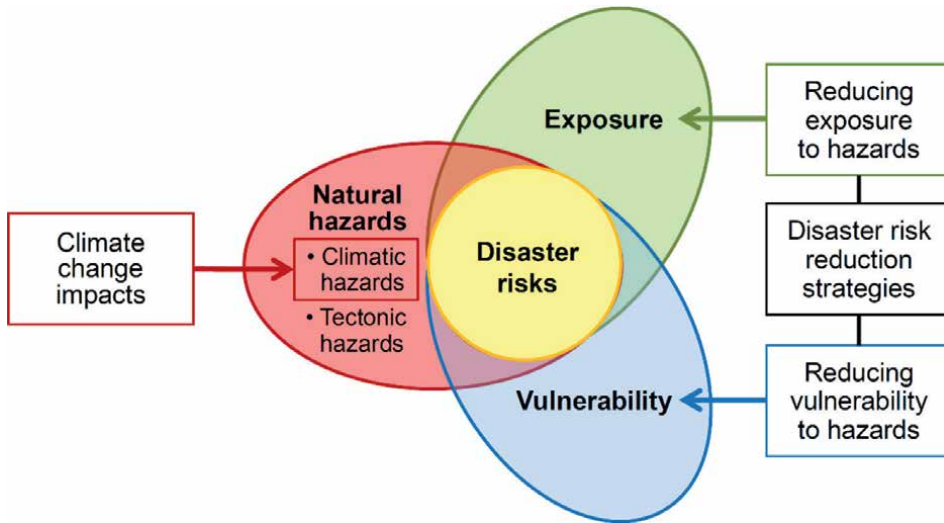 Climate
change
impacts
Natural
hazards
• Climatic
hazards
• Tectonic
hazards
Disaster
risks
Exposure
Vulnerability
Reducing
exposure
to hazards
Disaster risk
reduction
strategies
Reducing
vulnerability
to hazards